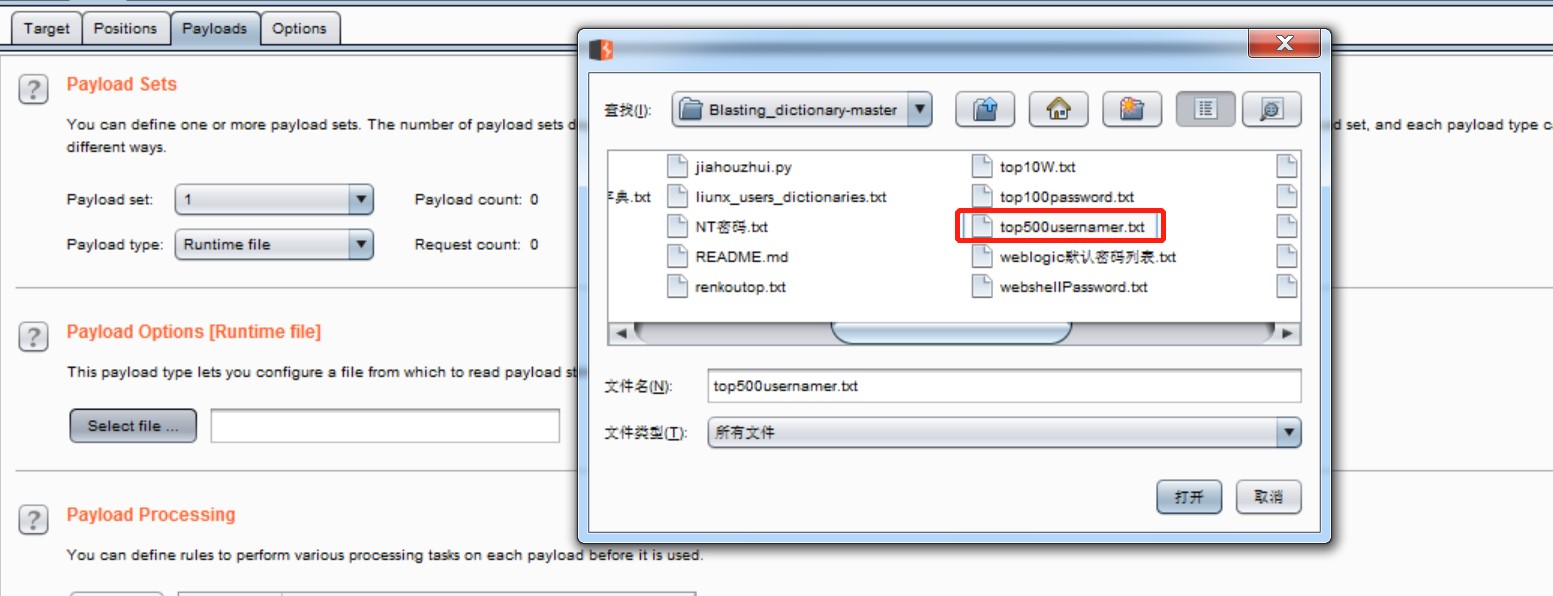 Target Positions Payloads Options
Payload Sets
You can define one or more payload sets. The number of payload sets d
d set, and each payload type c
different ways.
Payload set: 1 Payload count: 0
Payload type: Runtime file Request count: 0
Payload Options [Runtime file]
This payload type lets you configure a file from which to read payload st
Select file ...
Payload Processing
You can define rules to perform various processing tasks on each payload before it is used.
查找(I): Blasting_dictionary-master
jiahouzhui.py top10W.txt
典.txt liunx_users_dictionaries.txt top100password.txt
NT密码.txt top500usernamer.txt
README.md weblogic默认密码列表.txt
renkoutop.txt webshellPassword.txt
文件名(N): top500usernamer.txt
文件类型(T): 所有文件
打开 取消